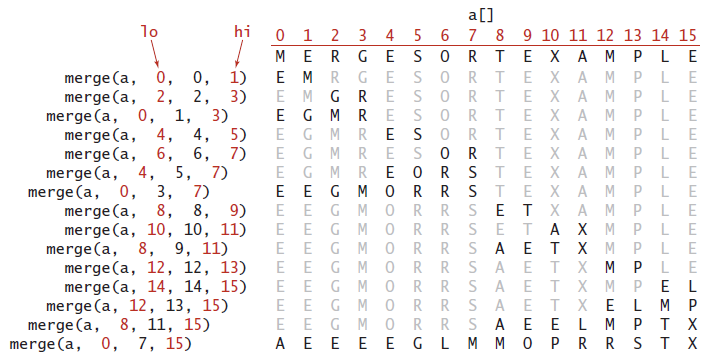 a[]
lo hi 0 1 2 3 4 5 6 7 8 9 10 11 12 13 14 15
M E R G E S O R T E X A M P L E
merge(a, 0, 0, 1) E M R G E S O R T E X A M P L E
merge(a, 2, 2, 3) E M G R E S O R T E X A M P L E
merge(a, 0, 1, 3) E G M R E S O R T E X A M P L E
merge(a, 4, 4, 5) E G M R E S O R T E X A M P L E
merge(a, 6, 6, 7) E G M R E S O R T E X A M P L E
merge(a, 4, 5, 7) E G M R E O R S T E X A M P L E
merge(a, 0, 3, 7) E E G M O R R S T E X A M P L E
merge(a, 8, 8, 9) E E G M O R R S E T X A M P L E
merge(a, 10, 10, 11) E E G M O R R S E T A X M P L E
merge(a, 8, 9, 11) E E G M O R R S A E T X M P L E
merge(a, 12, 12, 13) E E G M O R R S A E T X M P L E
merge(a, 14, 14, 15) E E G M O R R S A E T X M P E L
merge(a, 12, 13, 15) E E G M O R R S A E T X E L M P
merge(a, 8, 11, 15) E E G M O R R S A E E L M P T X
merge(a, 0, 7, 15) A E E E E G L M M O P R R S T X